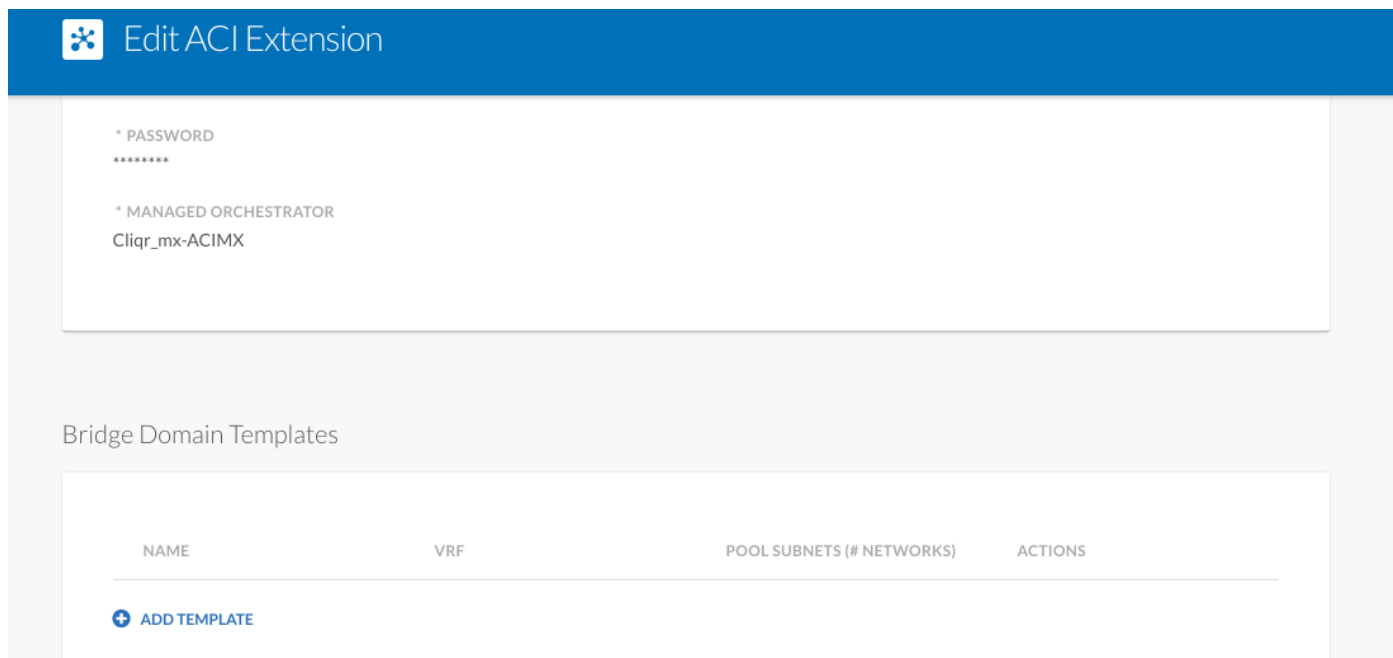 Edit ACI Extension
* PASSWORD
********
* MANAGED ORCHESTRATOR
Cliqr_mx-ACIMX
Bridge Domain Templates
NAME VRF POOL SUBNETS (# NETWORKS) ACTIONS
ADD TEMPLATE